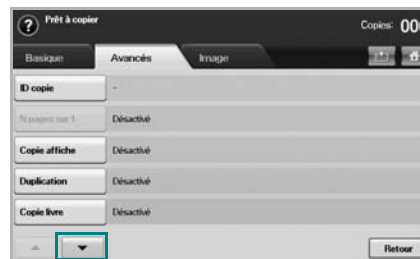 ? Prêt à copier Copies: 00
Basique Avancés Image
ID copie -
N pages sur 1 Désactivé
Copie affiche Désactivé
Duplication Désactivé
Copie livre Désactivé
Retour